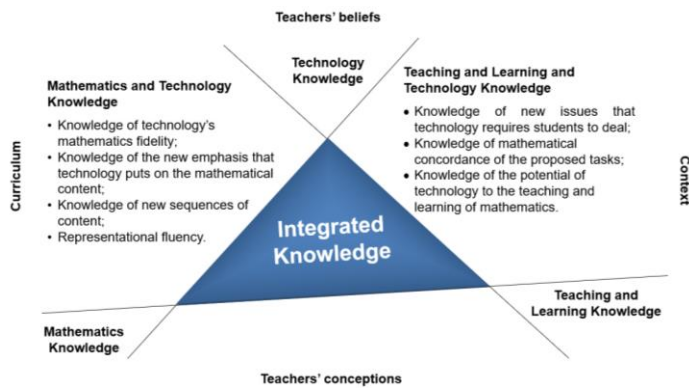 Teachers' beliefs
Technology
Knowledge
Mathematics and Technology
Knowledge
• Knowledge of technology's
mathematics fidelity;
• Knowledge of the new emphasis that
technology puts on the mathematical
content;
• Knowledge of new sequences of
content;
• Representational fluency.
Teaching and Learning and
Technology Knowledge
• Knowledge of new issues that
technology requires students to deal;
• Knowledge of mathematical
concordance of the proposed tasks;
• Knowledge of the potential of
technology to the teaching and
learning of mathematics.
Curriculum
Context
Integrated
Knowledge
Mathematics
Knowledge
Teaching and
Learning Knowledge
Teachers' conceptions